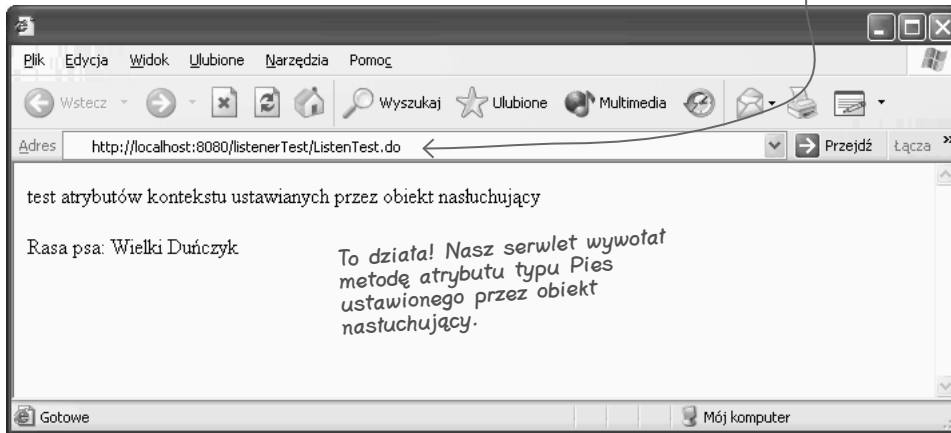 Plik Edycja Widok Ulubione Narzędzia Pomoc
Wstecz Wyszukaj Ulubione Multimedia
Adres http://localhost:8080/listenerTest/ListenTest.do Przejdź Łącza »
test atrybutów kontekstu ustawianych przez obiekt nasłuchujący
Rasa psa: Wielki Duńczyk
To działa! Nasz serwlet wywołał
metodę atrybutu typu Pies
ustawionego przez obiekt
nasłuchujący.
Gotowe Mój komputer